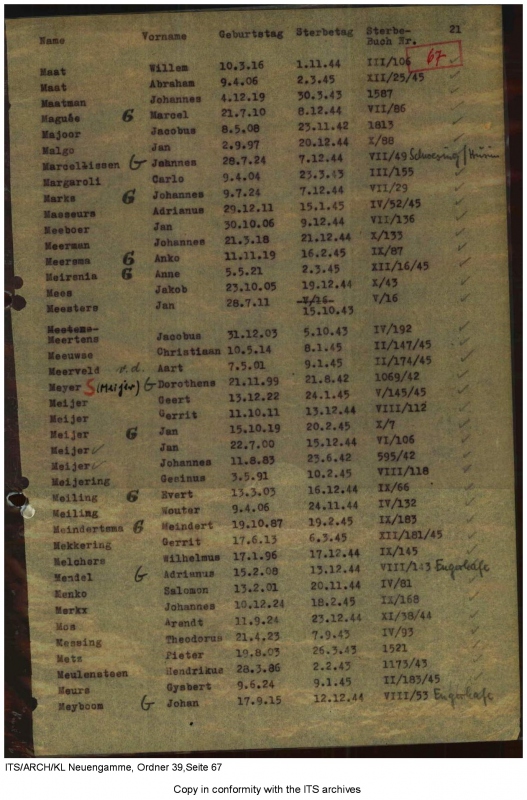 Name Vorname Geburtstag Sterbetag Sterbe- 21
Buch Nr.
67
Maat Willem 10.3.16 1.11.44 III/106 ✓
Maat Abraham 9.4.06 2.3.45 XII/25/45
Maatman Johannes 4.12.19 30.3.43 1587
Maguée G Marcel 21.7.10 8.12.44 VII/86
Majoor Jacobus 8.5.08 23.11.42 1813
Malgo Jan 2.9.97 20.12.44 X/88
Marcelissen G Johannes 28.7.24 7.12.44 VII/49
Margaroli Carlo 9.4.04 23.3.43 III/155
Marks G Johannes 9.7.24 7.12.44 VII/29
Masseurs Adrianus 29.12.11 15.1.45 IV/52/45
Meeboer Jan 30.10.06 9.12.44 VII/136
Meerman Johannes 21.3.18 21.12.44 X/133
Meersma G Anko 11.11.19 16.2.45 IX/87
Meirsnia G Anne 5.5.21 2.3.45 XII/16/45
Mees Jakob 23.10.05 19.12.44 X/43
Meesters Jan 28.7.11 V/16 V/16
15.10.43
Meetens
Meertens Jacobus 31.12.03 5.10.43 IV/192
Meeuwse Christiaan 10.5.14 8.1.45 II/147/45
Meerveld v.d. Aart 7.5.01 9.1.45 II/174/45
Meyer S (Meijer) G Dorothens 21.11.99 21.8.42 1069/42
Meijer Geert 13.12.22 24.1.45 V/145/45
Meijer Gerrit 11.10.11 13.12.44 VIII/112
Meijer G Jan 15.10.19 20.2.45 X/7
Meijer ✓ Jan 22.7.00 15.12.44 VI/106
Meijer ✓ Johannes 11.8.83 23.6.42 595/42
Meijering Gesinus 3.5.91 10.2.45 VIII/118
Meiling G Evert 13.3.03 16.12.44 IX/66
Meiling Wouter 9.4.06 24.11.44 IV/132
Meindertsma G Meindert 19.10.87 19.2.45 IX/183
Mekkering Gerrit 17.6.13 6.3.45 XII/181/45
Melchers Wilhelmus 17.1.96 17.12.44 IX/145
Mendel G Adrianus 15.2.08 13.12.44 VIII/143 Engerhafe
Menko Salomon 13.2.01 20.11.44 IV/81
Merkx Johannes 10.12.24 18.2.45 IX/168
Mos Arendt 11.9.24 23.12.44 XI/38/44
Messing Theodorus 21.4.23 7.9.43 IV/93
Metz Pieter 19.8.03 26.3.43 1521
Meulensteen Hendrikus 28.3.86 2.2.43 1173/43
Meurs Gysbert 9.6.24 9.1.45 II/183/45
Meyboom G Johan 17.9.15 12.12.44 VIII/53 Engerhafe
ITS/ARCH/KL Neuengamme, Ordner 39,Seite 67
Copy in conformity with the ITS archives